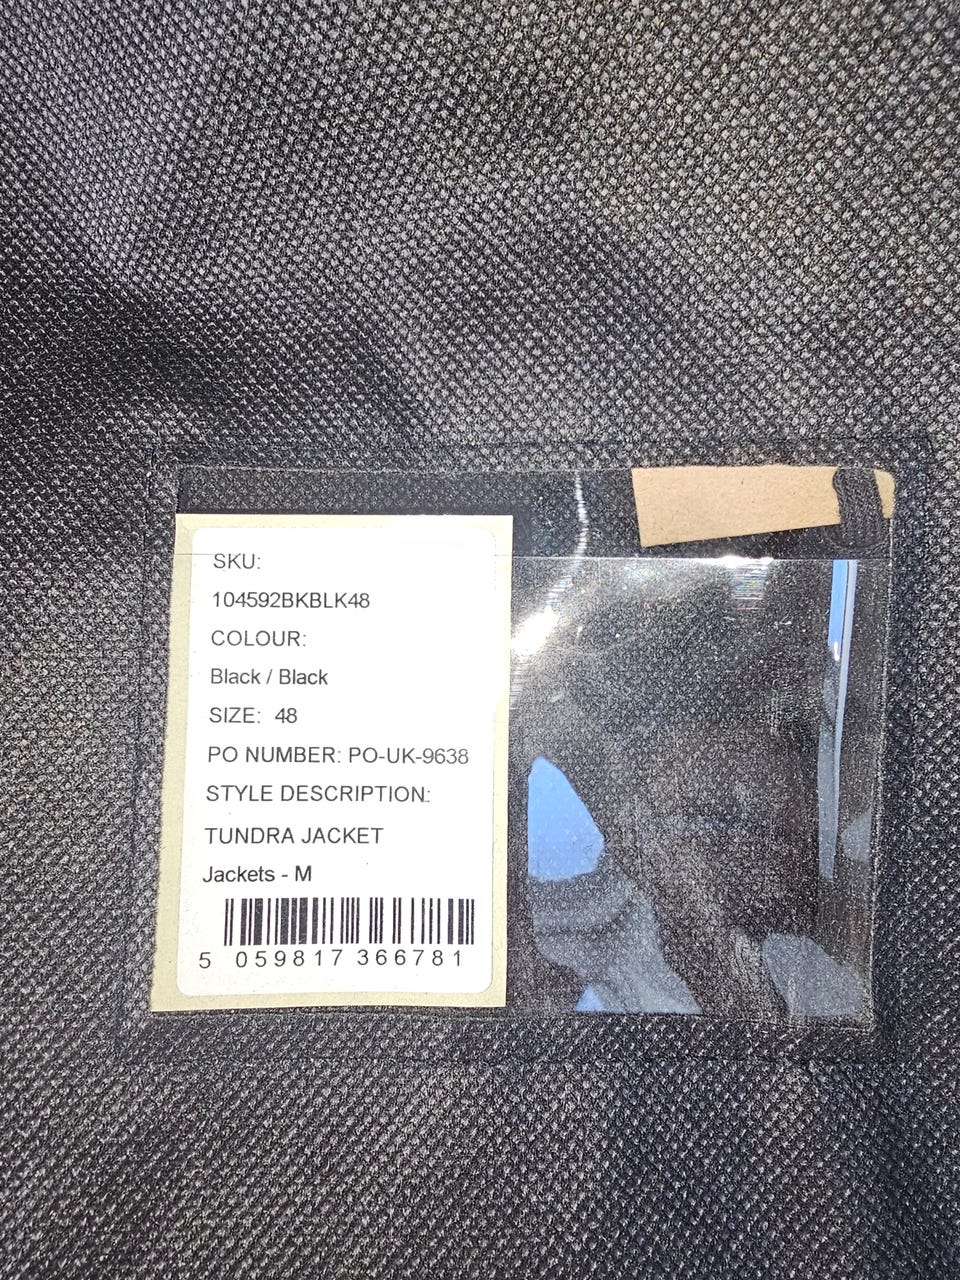 SKU:
104592BKBLK48
COLOUR:
Black / Black
SIZE: 48
PO NUMBER: PO-UK-9638
STYLE DESCRIPTION:
TUNDRA JACKET
Jackets - M
5 059817 366781